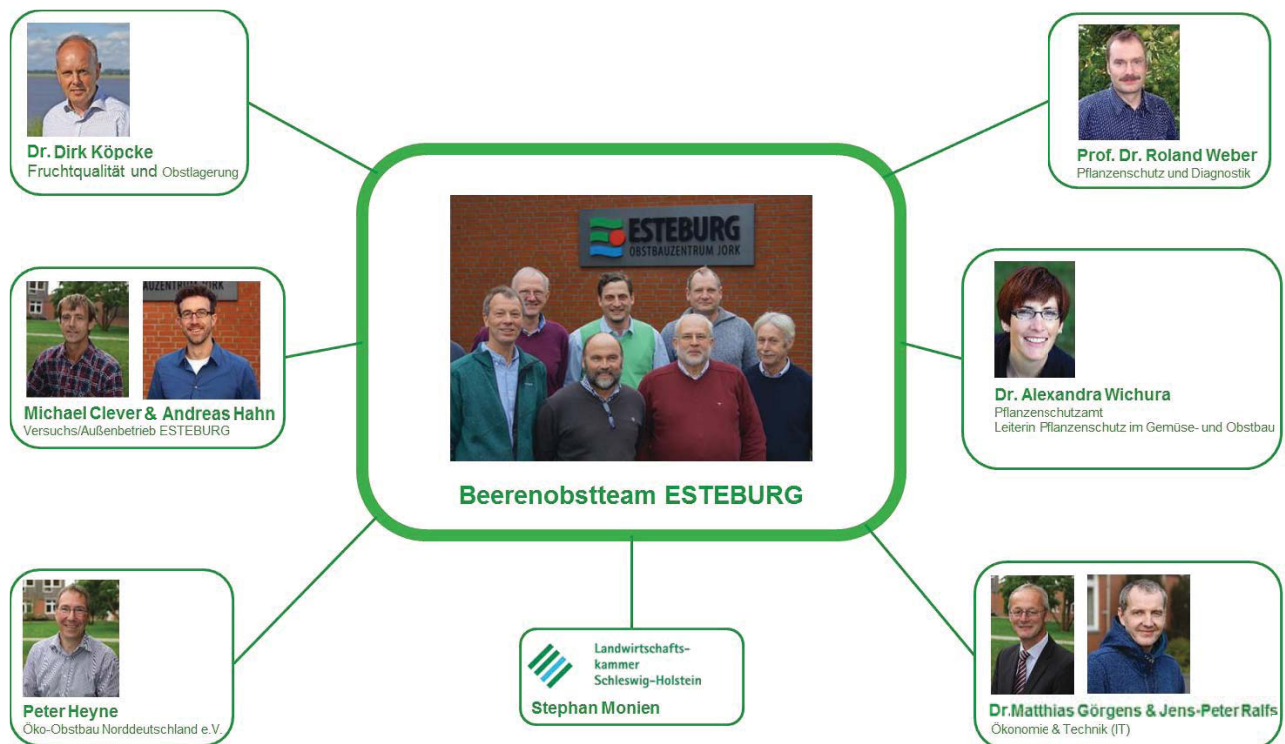 Dr. Dirk Köpcke
Fruchtqualität und Obstlagerung
Prof. Dr. Roland Weber
Pflanzenschutz und Diagnostik
ESTEBURG
OBSTBAUZENTRUM JORK
Beerenobstteam ESTEBURG
AUZENTRUM JORK
Michael Clever & Andreas Hahn
Versuchs/Außenbetrieb ESTEBURG
Dr. Alexandra Wichura
Pflanzenschutzamt
Leiterin Pflanzenschutz im Gemüse- und Obstbau
Peter Heyne
Öko-Obstbau Norddeutschland e.V.
Landwirtschafts-
kammer
Schleswig-Holstein
Stephan Monien
Dr.Matthias Görgens & Jens-Peter Ralfs
Ökonomie & Technik (IT)